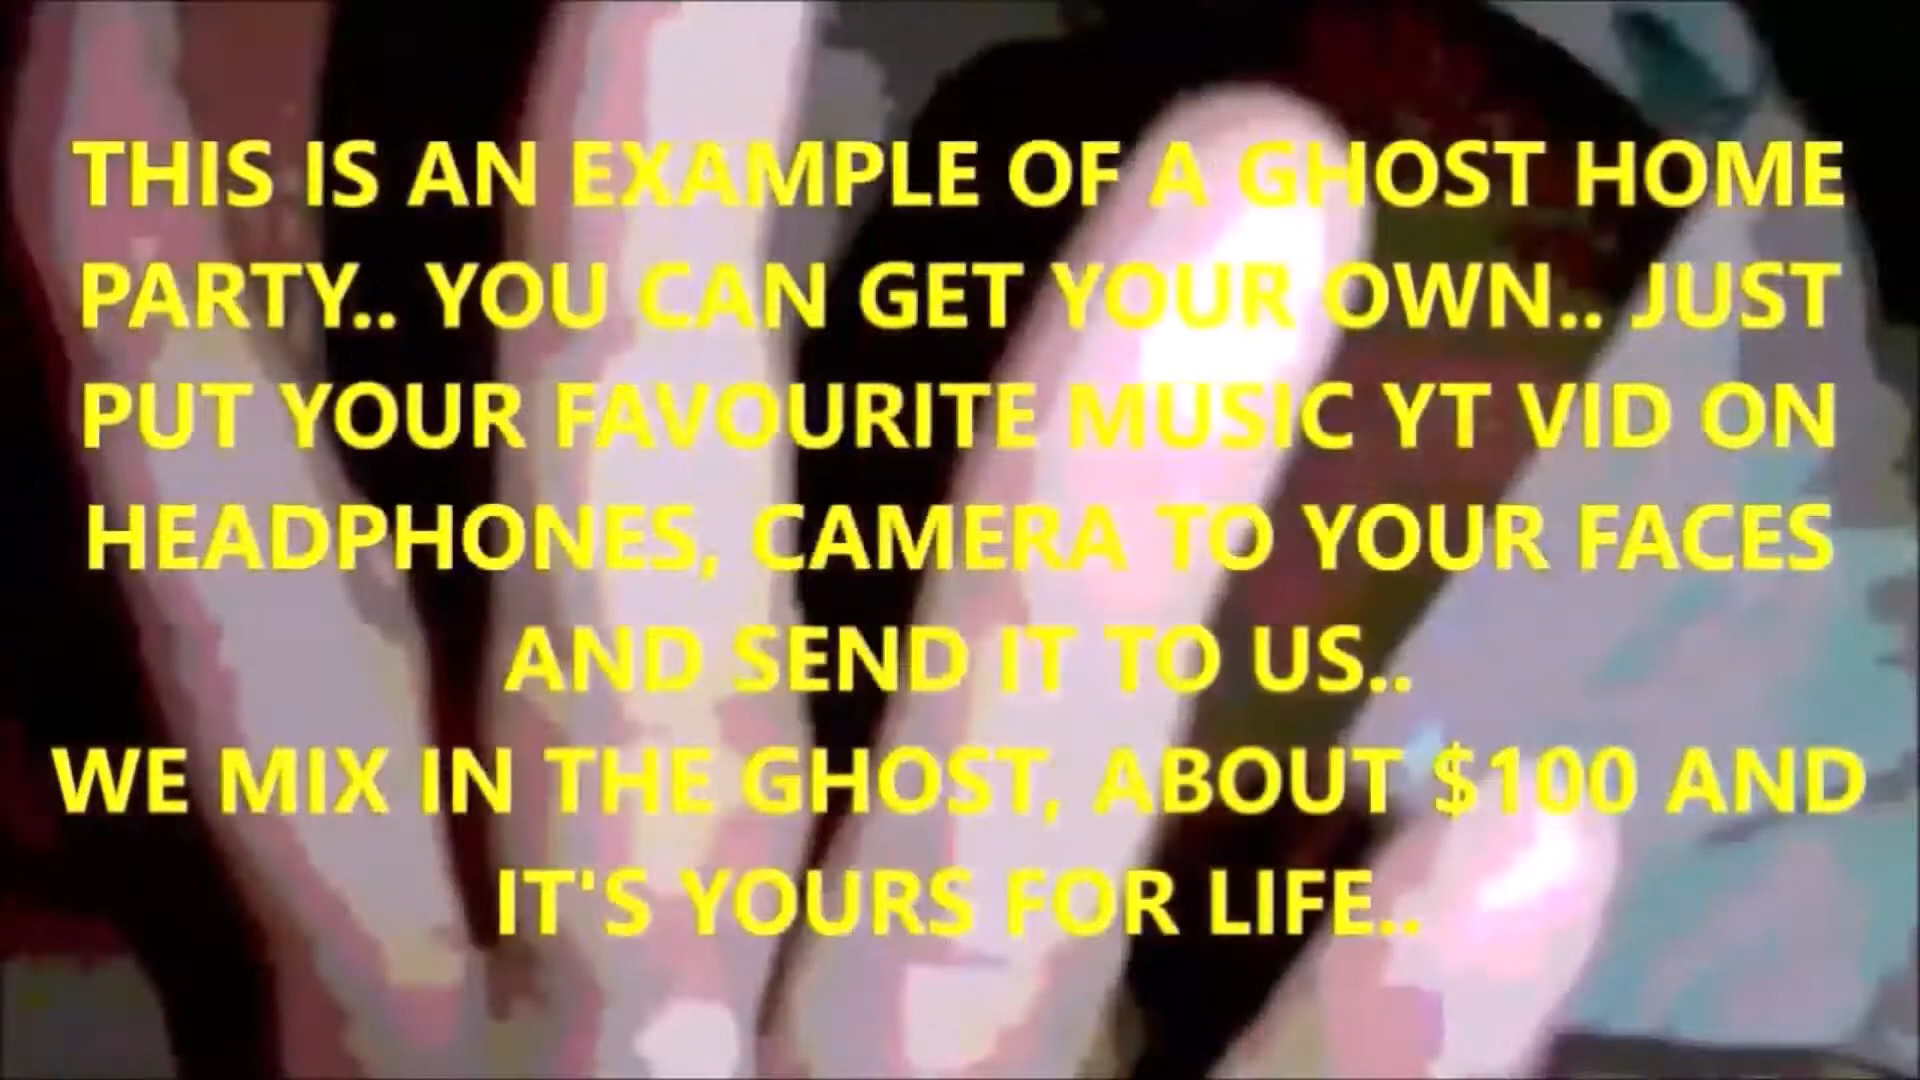 THIS IS AN EXAMPLE OF A GHOST HOME
PARTY.. YOU CAN GET YOUR OWN.. JUST
PUT YOUR FAVOURITE MUSIC YT VID ON
HEADPHONES, CAMERA TO YOUR FACES
AND SEND IT TO US..
WE MIX IN THE GHOST, ABOUT $100 AND
IT'S YOURS FOR LIFE..